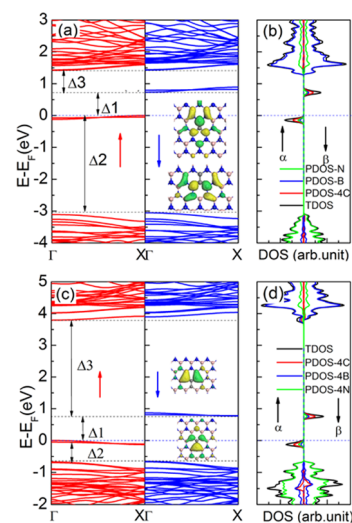 3
(a)
(b)
2
Δ3
1
Δ1
0
-1
Δ2
α
β
-2
PDOS-N
PDOS-B
-3
PDOS-4C
TDOS
-4
E-E_F(eV)
Γ XΓ X
DOS (arb.unit)
5
(c)
(d)
4
3
Δ3
TDOS
2
PDOS-4C
PDOS-4B
1
PDOS-4N
Δ1
0
α
β
Δ2
-1
-2
E-E_F(eV)
Γ XΓ X
DOS (arb.unit)